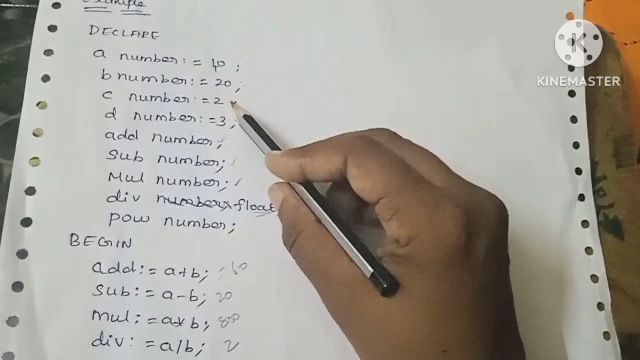 Example
DECLARE
a number:= 40 ;
b number:= 20;
c number:= 2
d number:= 3;
add number;
sub number;
Mul number;
div float;
pow number;
BEGIN
add:= a+b; 60
sub:= a-b; 20
mul:= a*b; 800
div:= a/b; 2
KINEMASTER